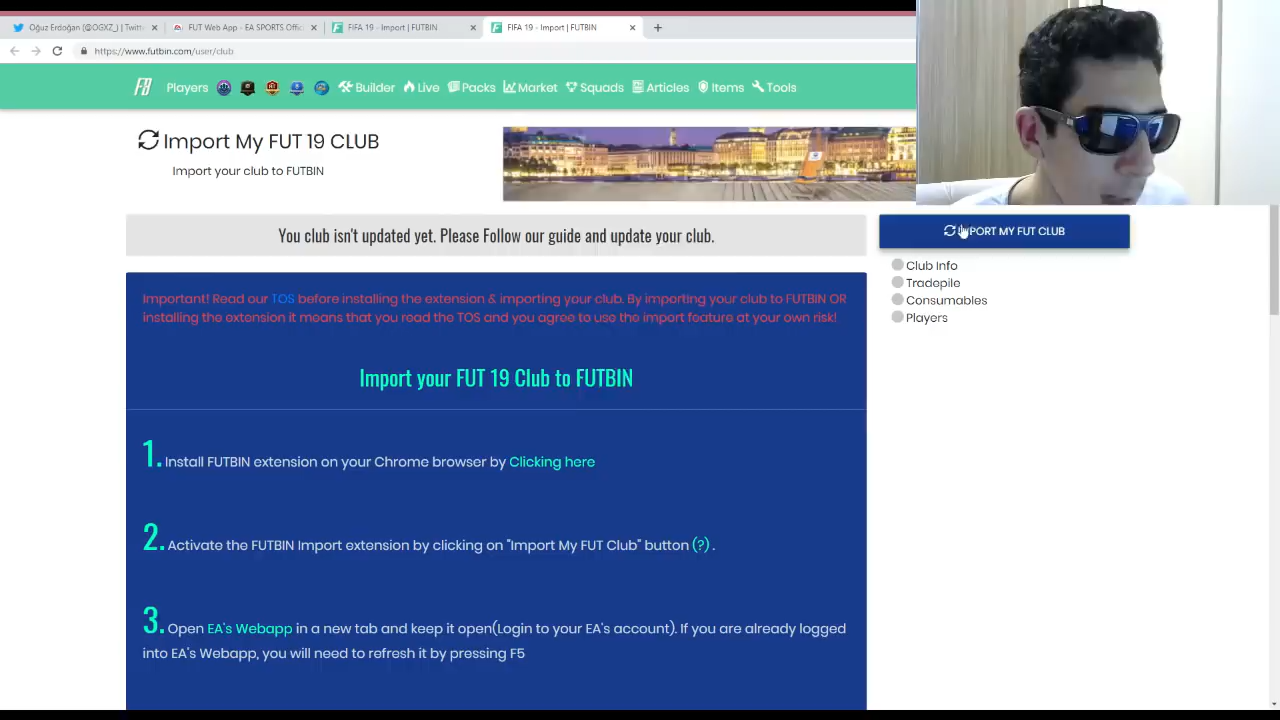 Oğuz Erdoğan (@OGXZ_) | Twitt
FUT Web App - EA SPORTS Offic
FIFA 19 - Import | FUTBIN
FIFA 19 - Import | FUTBIN
https://www.futbin.com/user/club
Players
Builder
Live
Packs
Market
Squads
Articles
Items
Tools
Import My FUT 19 CLUB
Import your club to FUTBIN
You club isn't updated yet. Please Follow our guide and update your club.
IMPORT MY FUT CLUB
Club Info
Tradepile
Consumables
Players
Important! Read our TOS before installing the extension & importing your club. By importing your club to FUTBIN OR
installing the extension it means that you read the TOS and you agree to use the import feature at your own risk!
Import your FUT 19 Club to FUTBIN
1. Install FUTBIN extension on your Chrome browser by Clicking here
2. Activate the FUTBIN Import extension by clicking on "Import My FUT Club" button (?) .
3. Open EA's Webapp in a new tab and keep it open(Login to your EA's account). If you are already logged
into EA's Webapp, you will need to refresh it by pressing F5